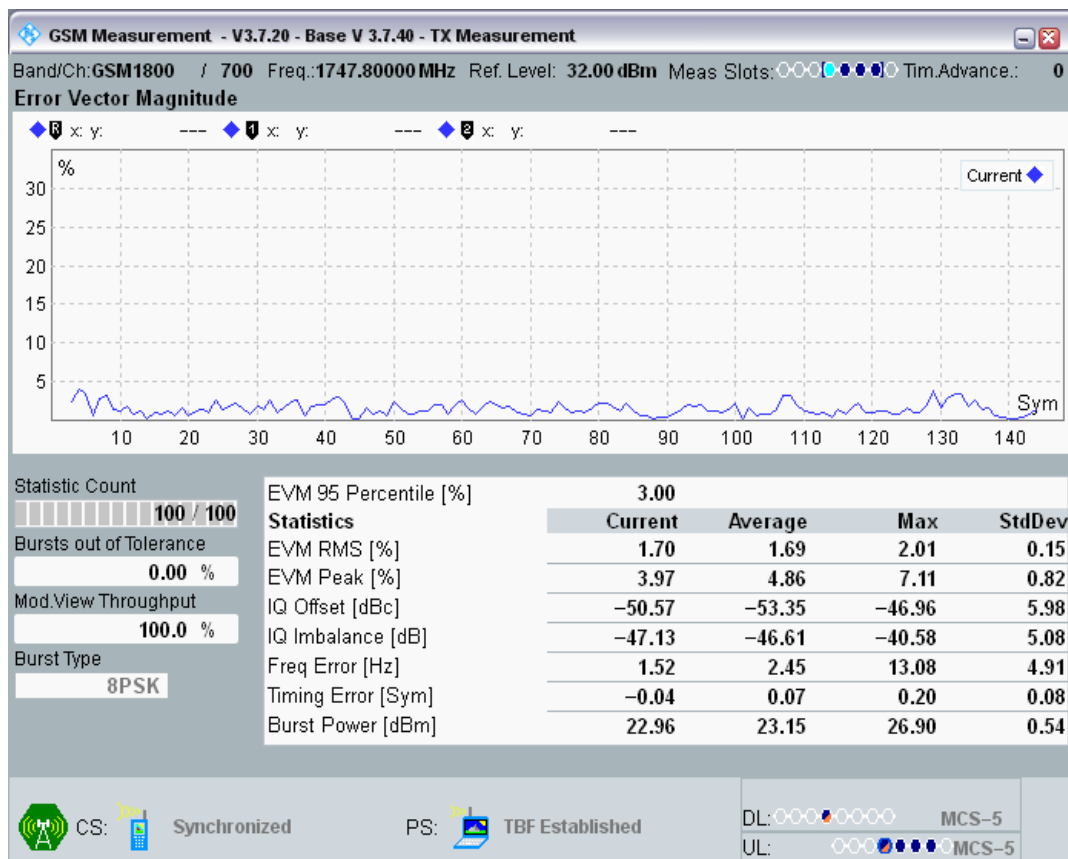 GSM Measurement - V3.7.20 - Base V 3.7.40 - TX Measurement
Band/Ch:GSM1800 / 700 Freq.:1747.80000 MHz Ref. Level: 32.00 dBm Meas Slots: Tim.Advance.: 0
Error Vector Magnitude
R x: y: --- 1 x: y: --- 2 x: y: ---
%
Current
30
25
20
15
10
5
Sym
10 20 30 40 50 60 70 80 90 100 110 120 130 140
Statistic Count
100 / 100
Bursts out of Tolerance
0.00 %
Mod.View Throughput
100.0 %
Burst Type
8PSK
EVM 95 Percentile [%] 3.00
Statistics Current Average Max StdDev
EVM RMS [%] 1.70 1.69 2.01 0.15
EVM Peak [%] 3.97 4.86 7.11 0.82
IQ Offset [dBc] −50.57 −53.35 −46.96 5.98
IQ Imbalance [dB] −47.13 −46.61 −40.58 5.08
Freq Error [Hz] 1.52 2.45 13.08 4.91
Timing Error [Sym] −0.04 0.07 0.20 0.08
Burst Power [dBm] 22.96 23.15 26.90 0.54
CS: Synchronized PS: TBF Established
DL: MCS−5
UL: MCS−5